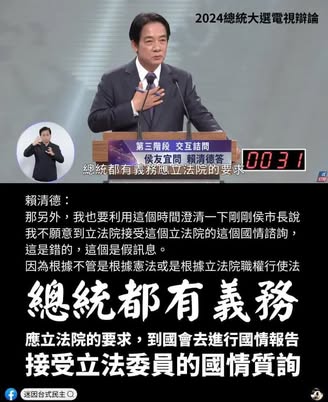 2024總統大選電視辯論
第三階段 交互詰問
侯友宜問 賴清德答
00:31
總統都有義務應立法院的要求
賴清德：
那另外，我也要利用這個時間澄清一下剛剛侯市長說
我不願意到立法院接受這個立法院的這個國情諮詢，
這是錯的，這個是假訊息。
因為根據不管是根據憲法或是根據立法院職權行使法
總統都有義務
應立法院的要求，到國會去進行國情報告
接受立法委員的國情質詢
迷因台式民主